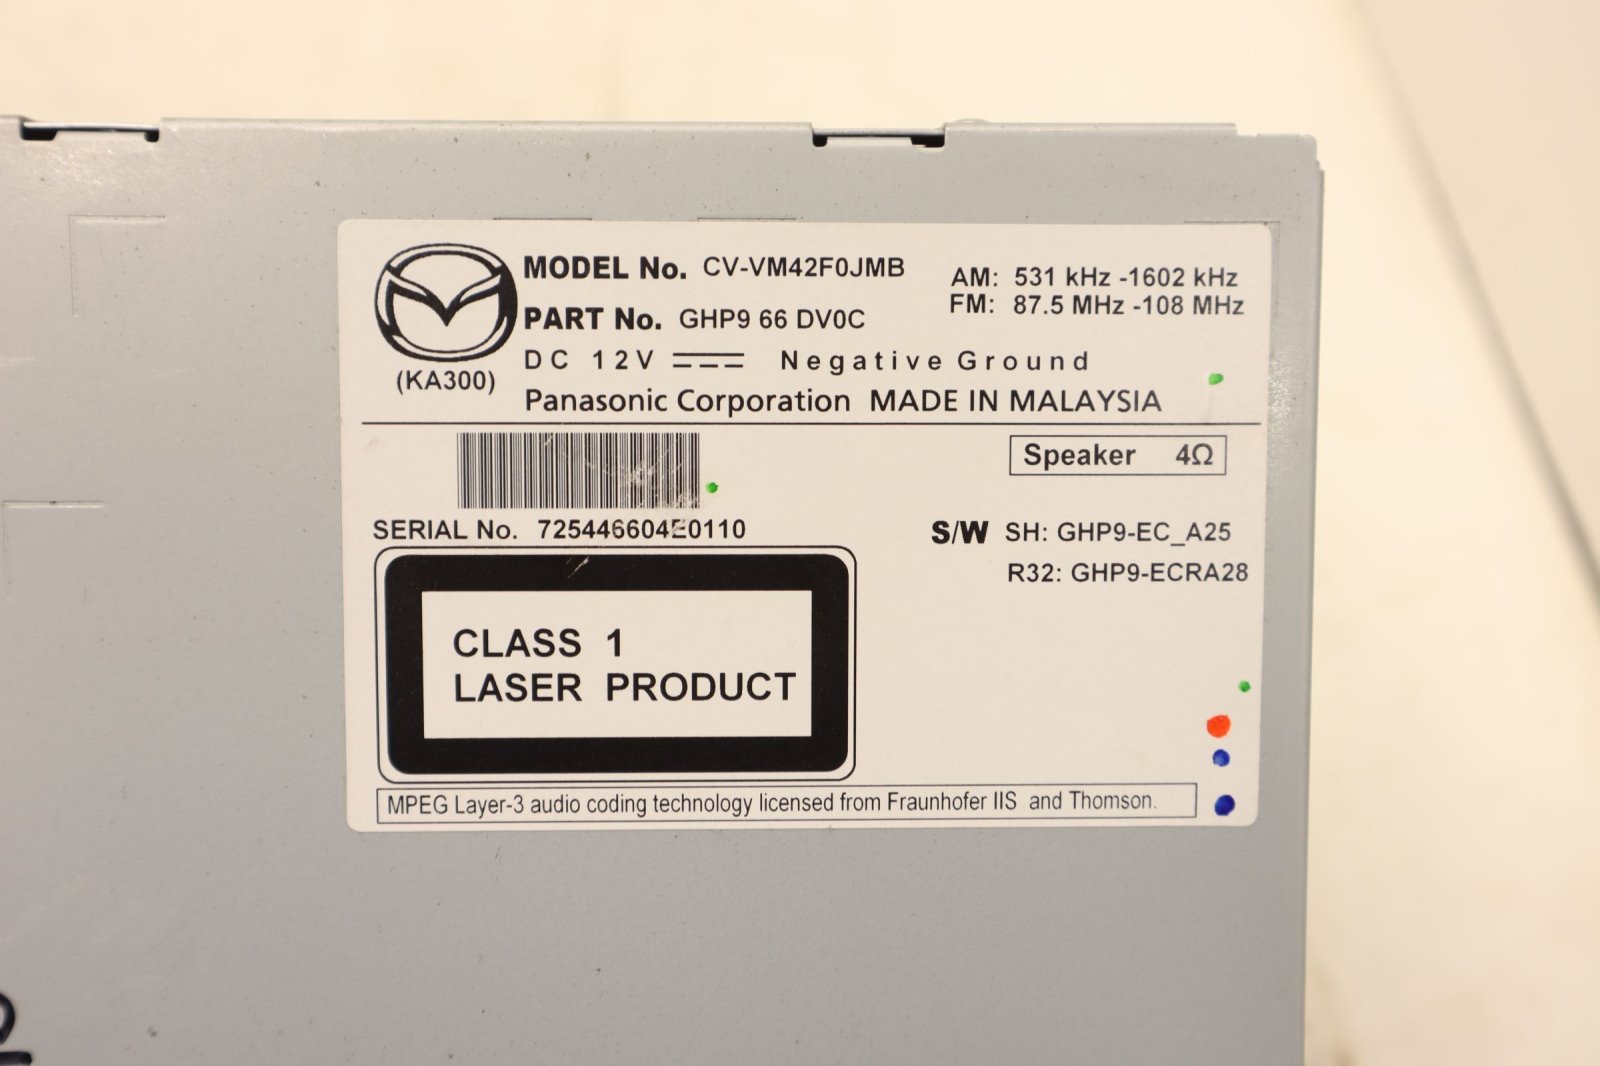 MODEL No. CV-VM42F0JMB
PART No. GHP9 66 DV0C
AM: 531 kHz -1602 kHz
FM: 87.5 MHz -108 MHz
(KA300)
DC 12V Negative Ground
Panasonic Corporation MADE IN MALAYSIA
Speaker 4Ω
SERIAL No. 725446604E0110
S/W SH: GHP9-EC_A25
R32: GHP9-ECRA28
CLASS 1
LASER PRODUCT
MPEG Layer-3 audio coding technology licensed from Fraunhofer IIS and Thomson.